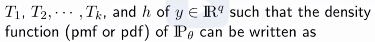 T₁, T₂, ⋯ , Tₖ, and h of y ∈ ℝ^q such that the density
function (pmf or pdf) of ℙ_θ can be written as